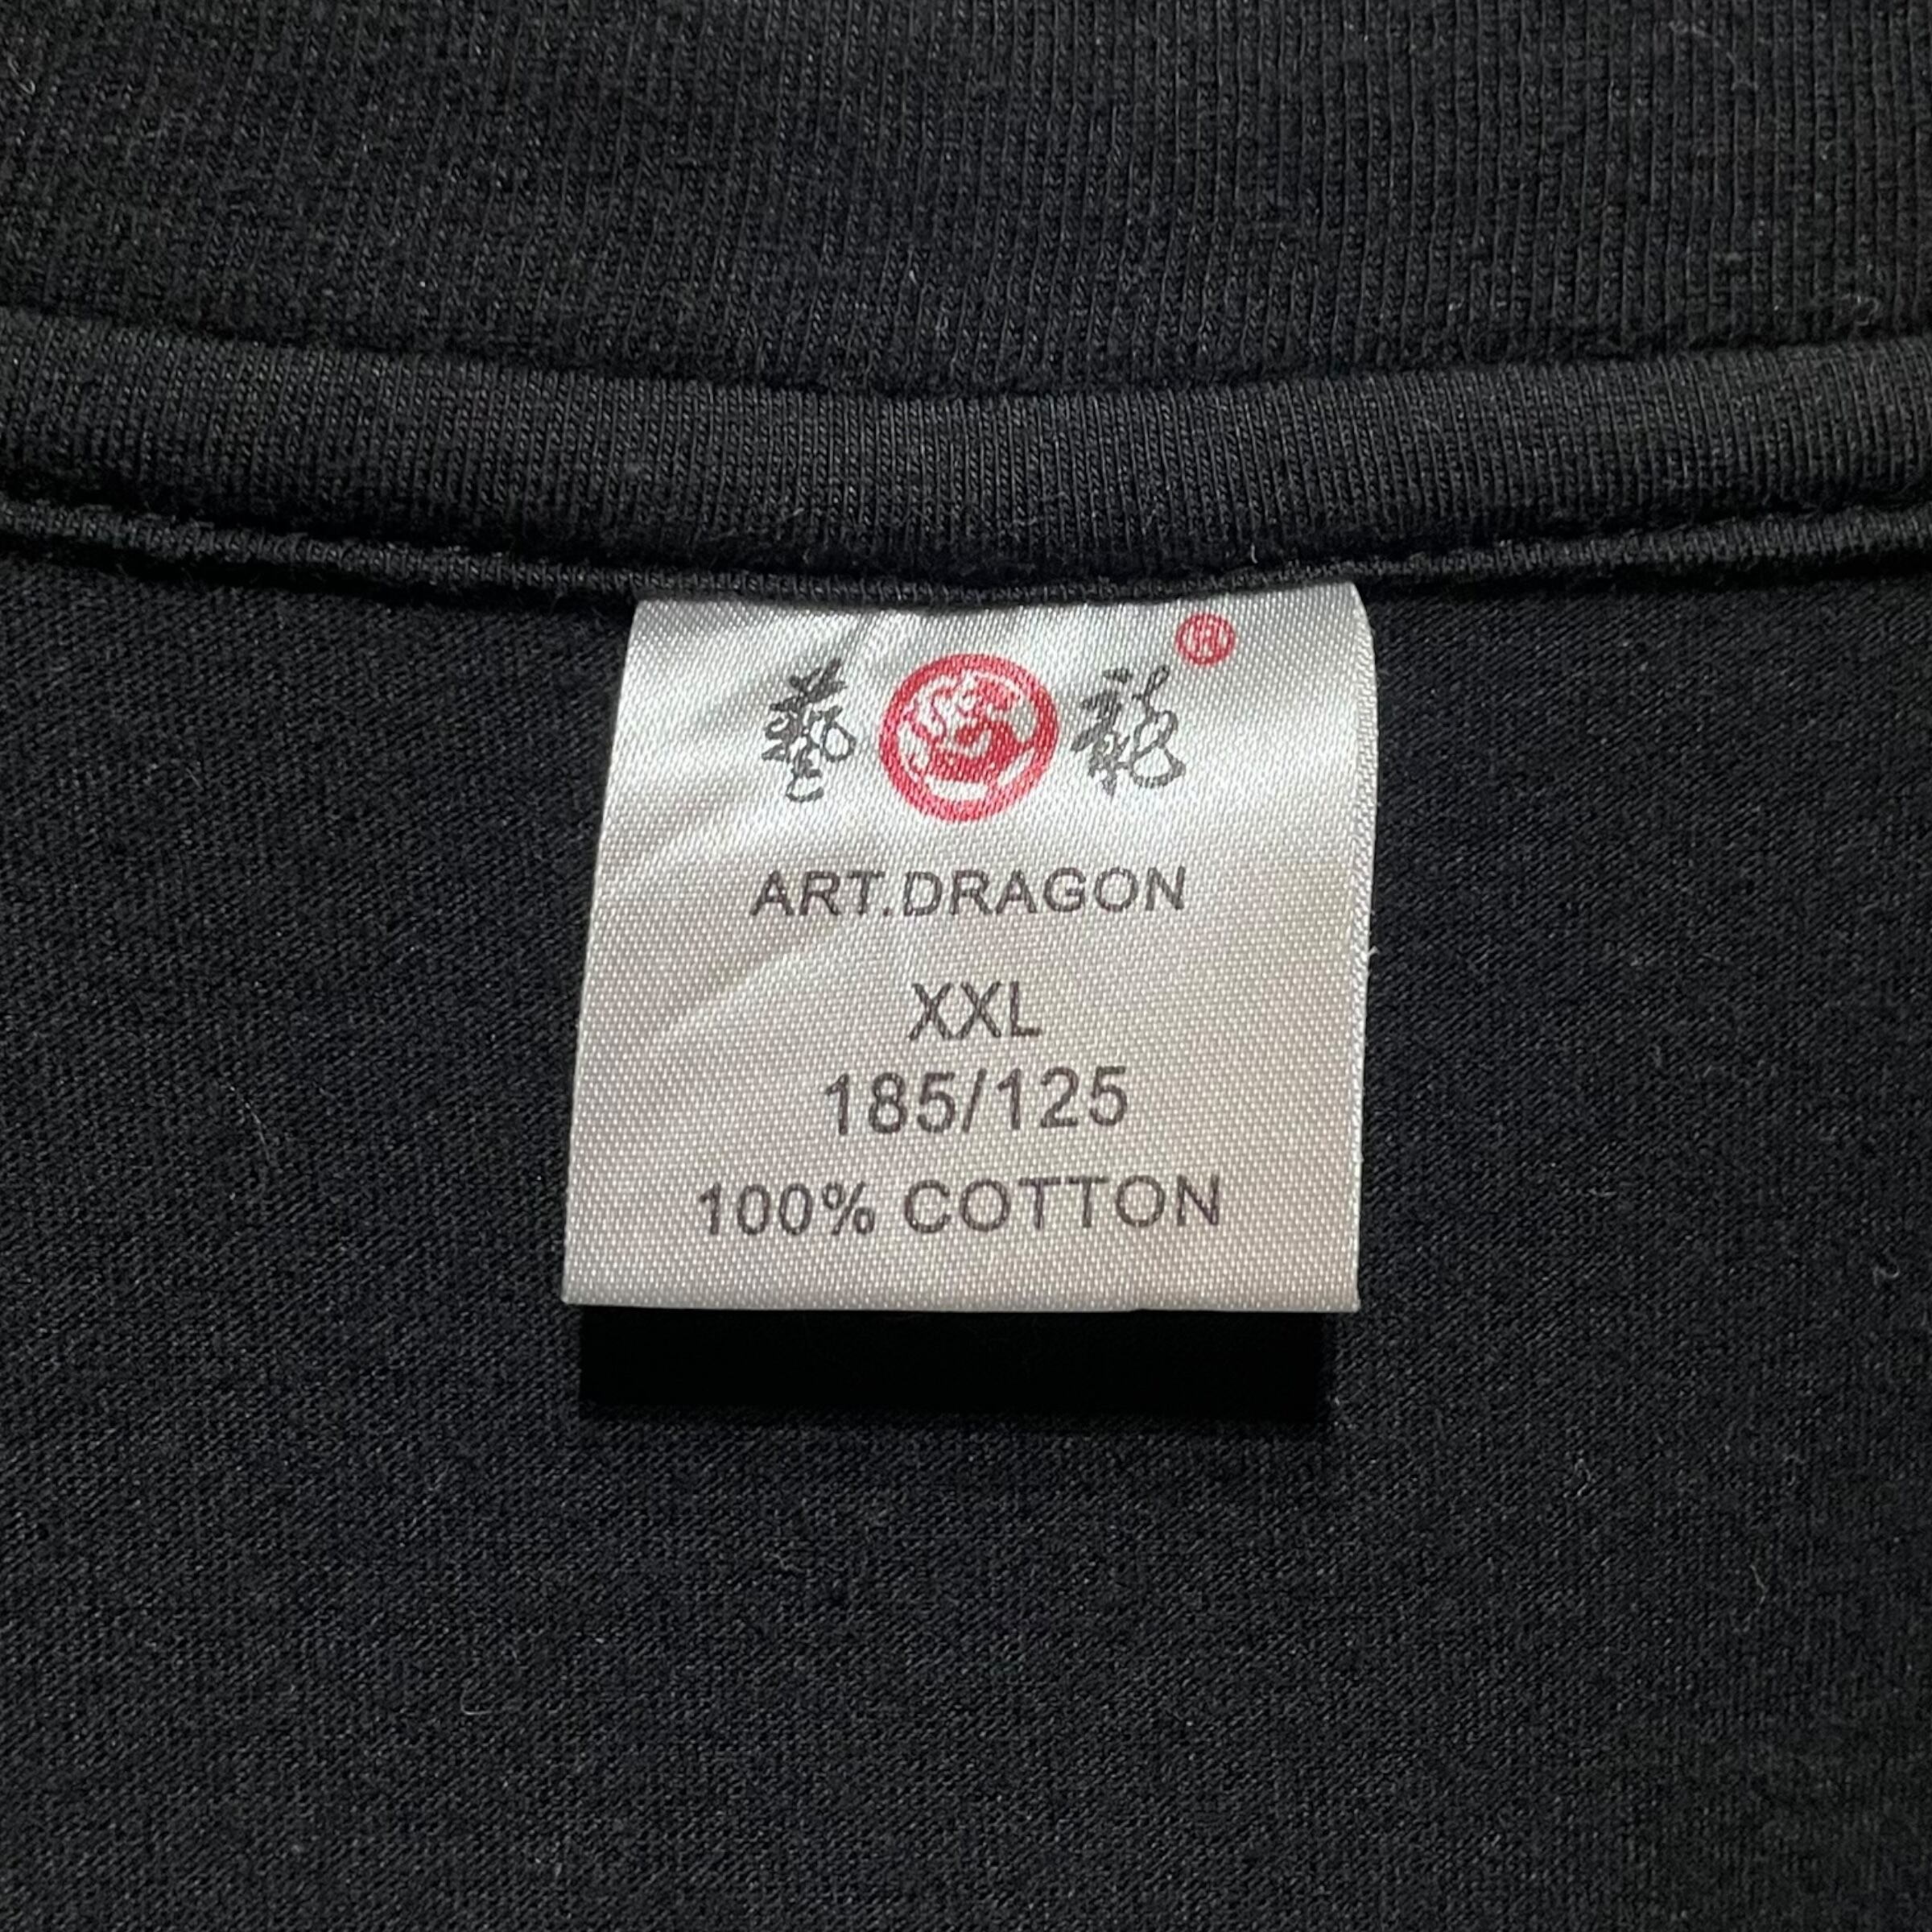 藝 龍 ®
ART.DRAGON
XXL
185/125
100% COTTON